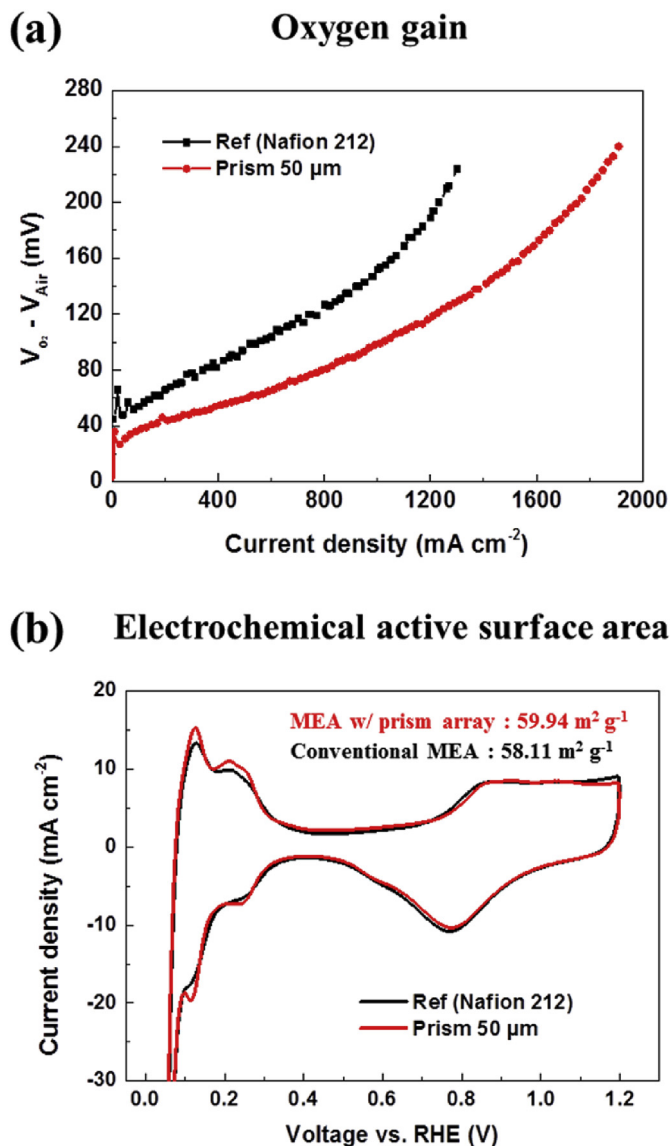 (a) Oxygen gain
280
240
200
160
120
80
40
0
V_O₂ - V_Air (mV)
Ref (Nafion 212)
Prism 50 μm
0 400 800 1200 1600 2000
Current density (mA cm⁻²)
(b) Electrochemical active surface area
20
10
0
-10
-20
-30
Current density (mA cm⁻²)
MEA w/ prism array : 59.94 m² g⁻¹
Conventional MEA : 58.11 m² g⁻¹
Ref (Nafion 212)
Prism 50 μm
0.0 0.2 0.4 0.6 0.8 1.0 1.2
Voltage vs. RHE (V)